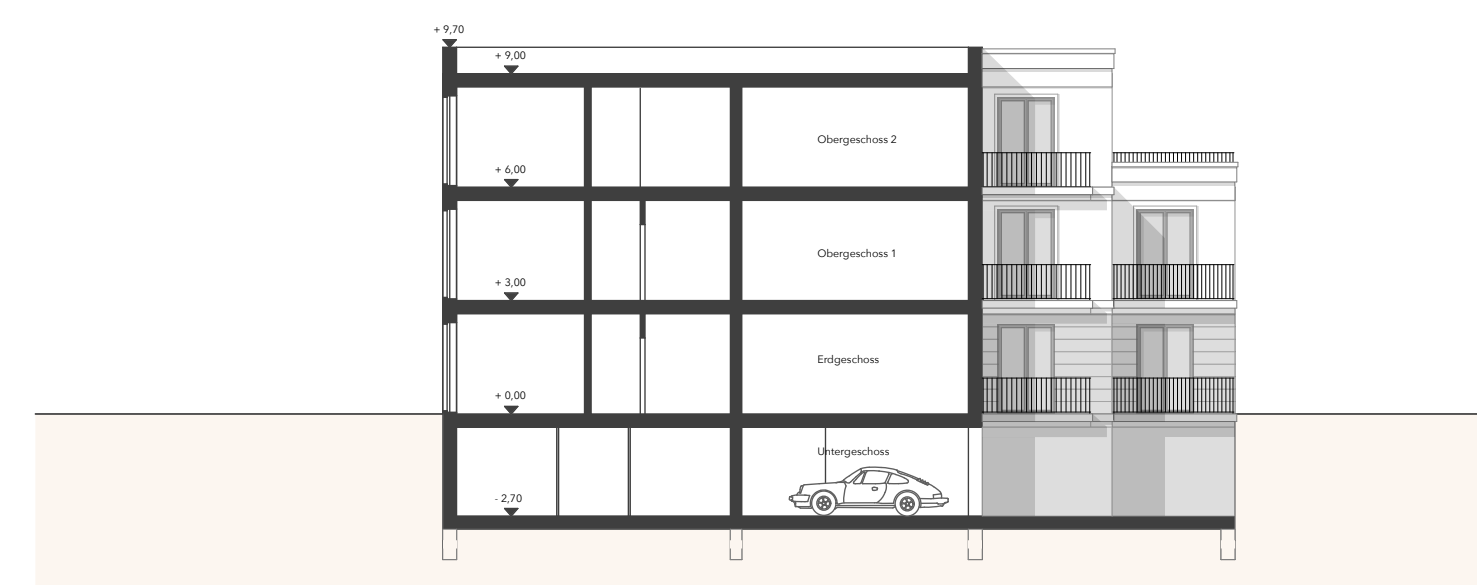 + 9,70
+ 9,00
Obergeschoss 2
+ 6,00
Obergeschoss 1
+ 3,00
Erdgeschoss
+ 0,00
Untergeschoss
- 2,70